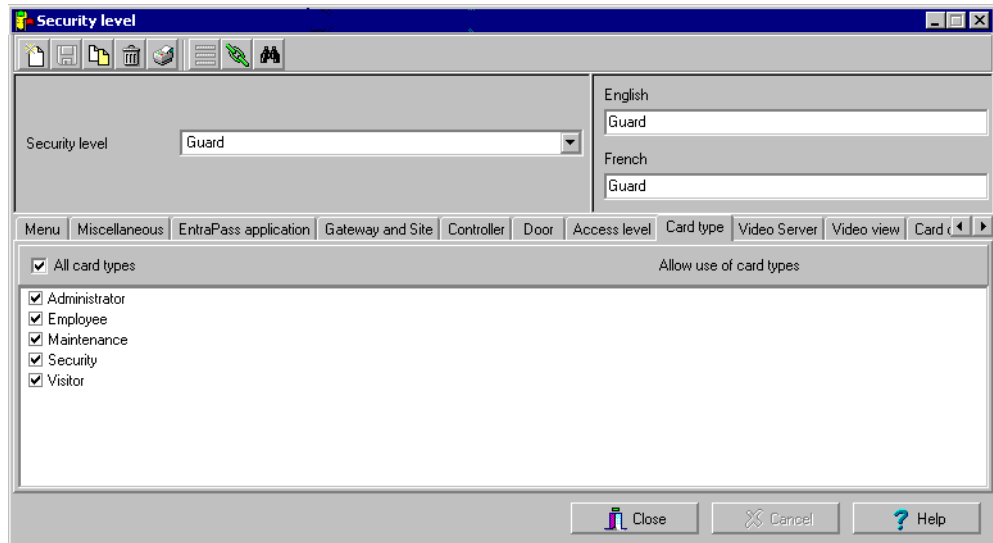 Security level
English
Guard
Security level
Guard
French
Guard
Menu Miscellaneous EntraPass application Gateway and Site Controller Door Access level Card type Video Server Video view Card
All card types Allow use of card types
Administrator
Employee
Maintenance
Security
Visitor
Close Cancel Help